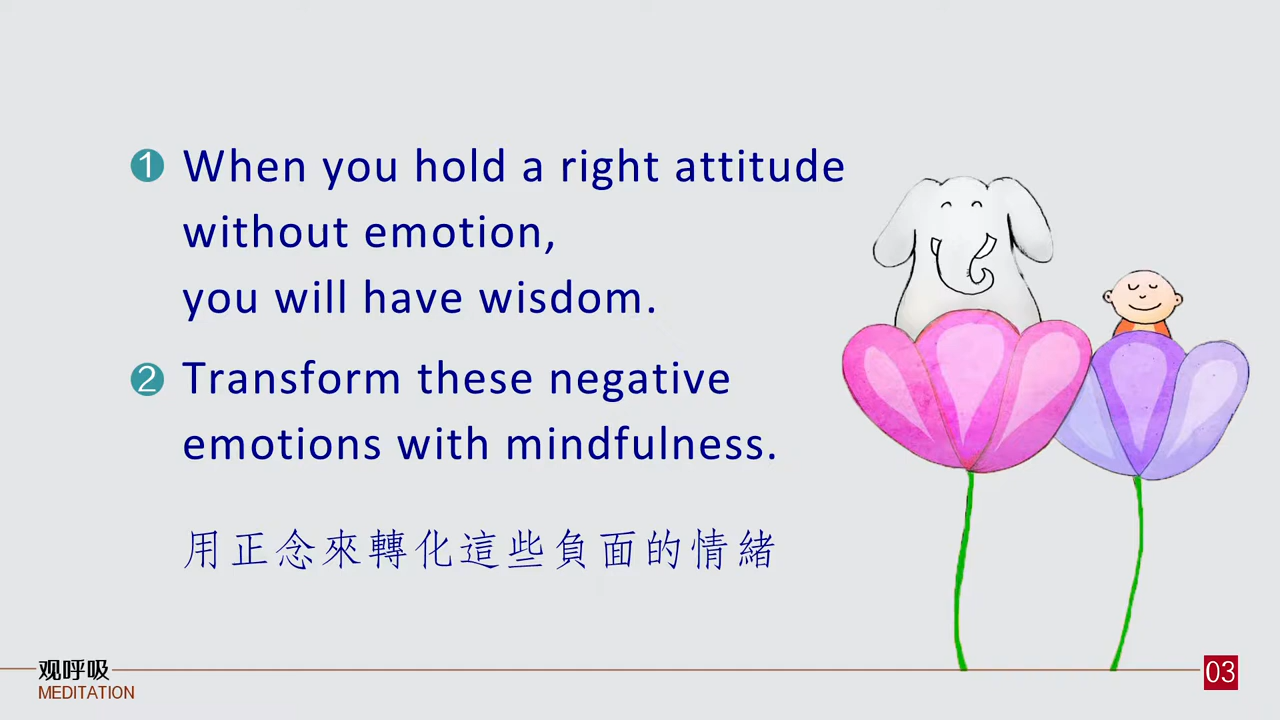 ❶ When you hold a right attitude
without emotion,
you will have wisdom.
❷ Transform these negative
emotions with mindfulness.
用正念來轉化這些負面的情緒
观呼吸
MEDITATION
03